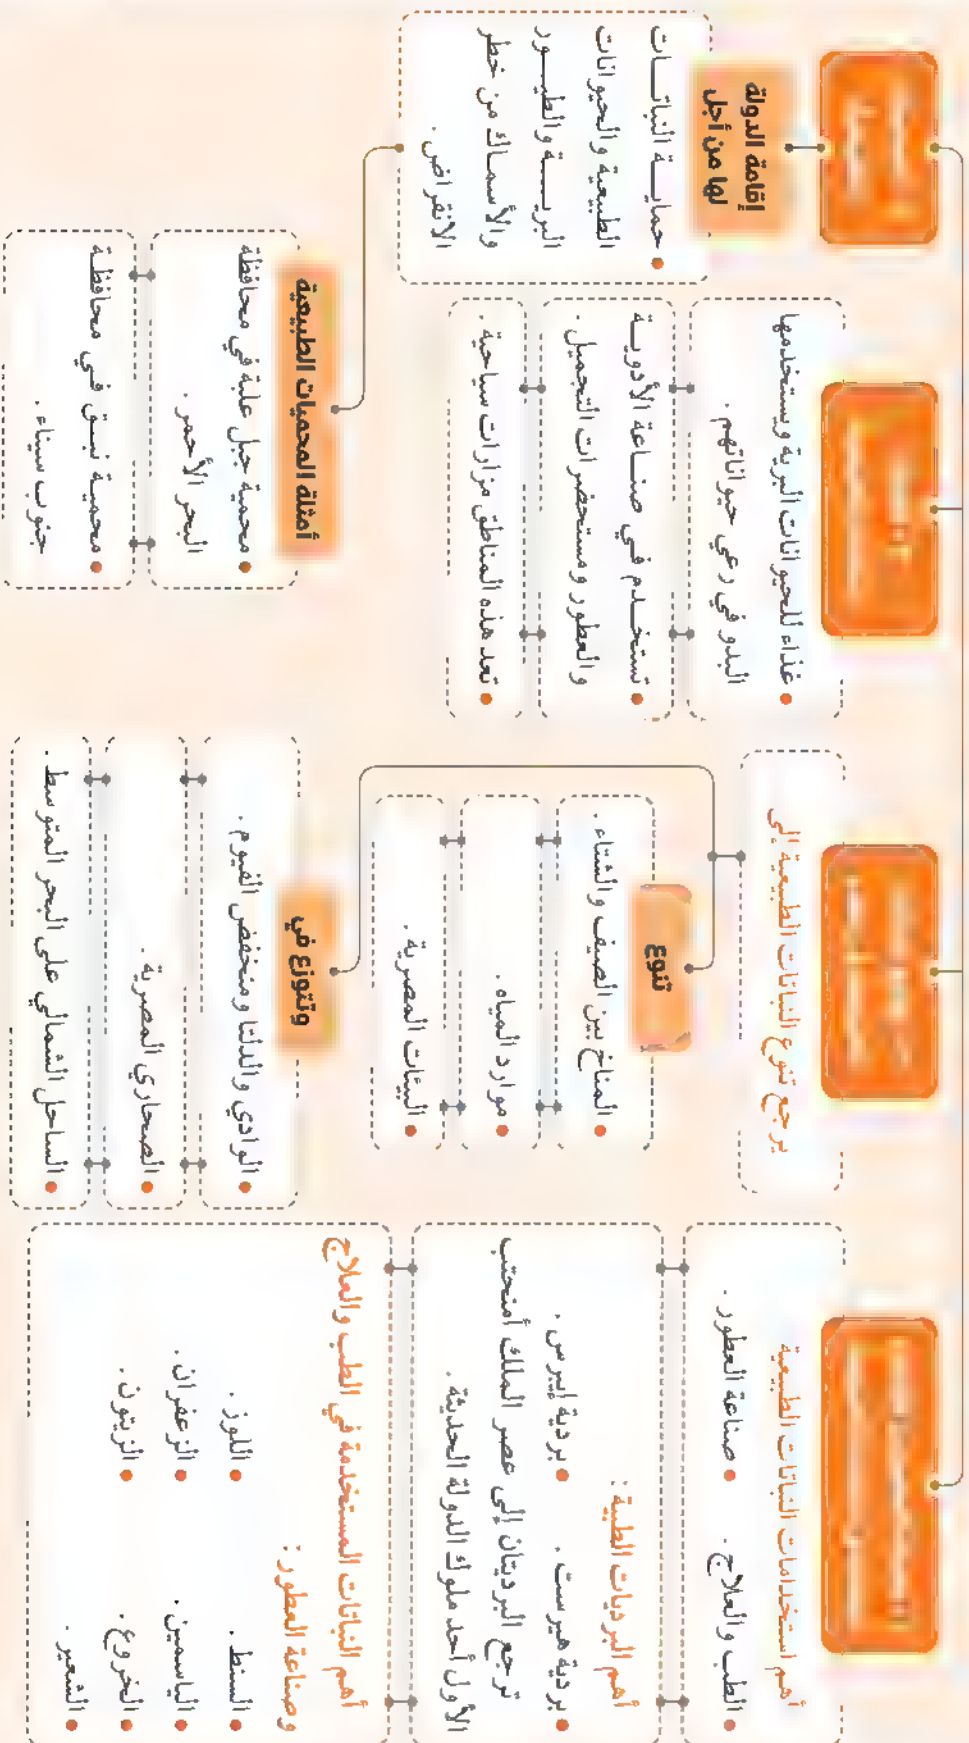 أهم استخدامات النباتات الطبيعية
• الطب والعلاج .
• صناعة العطور .
أهم البرديات الطبية :
• بردية هيرست .
• بردية إيبرس .
ترجع البرديتان إلى عصر الملك أمنحتب
الأول أحد ملوك الدولة الحديثة .
أهم النباتات المستخدمة في الطب والعلاج
وصناعة العطور :
• السنط .
• اللوز .
• الياسمين .
• الزعفران .
• الخروع .
• الزيتون .
• الشعير .
يرجع تنوع النباتات الطبيعية إلى
تنوع
• المناخ بين الصيف والشتاء .
• موارد المياه .
• البيئات المصرية .
وتتوزع في
• الوادي والدلتا ومنخفض الفيوم .
• الصحاري المصرية .
• الساحل الشمالي على البحر المتوسط .
• غذاء للحيوانات البرية ويستخدمها
البدو في رعي حيواناتهم .
• تستخدم في صناعة الأدوية
والعطور ومستحضرات التجميل .
• تعد هذه المناطق مزارات سياحية .
إقامة الدولة
لها من أجل
• حماية النباتات
الطبيعية والحيوانات
البرية والطيور
والأسماك من خطر
الانقراض .
أمثلة المحميات الطبيعية
• محمية جبل علبة في محافظة
البحر الأحمر .
• محمية نبق في محافظة
جنوب سيناء .